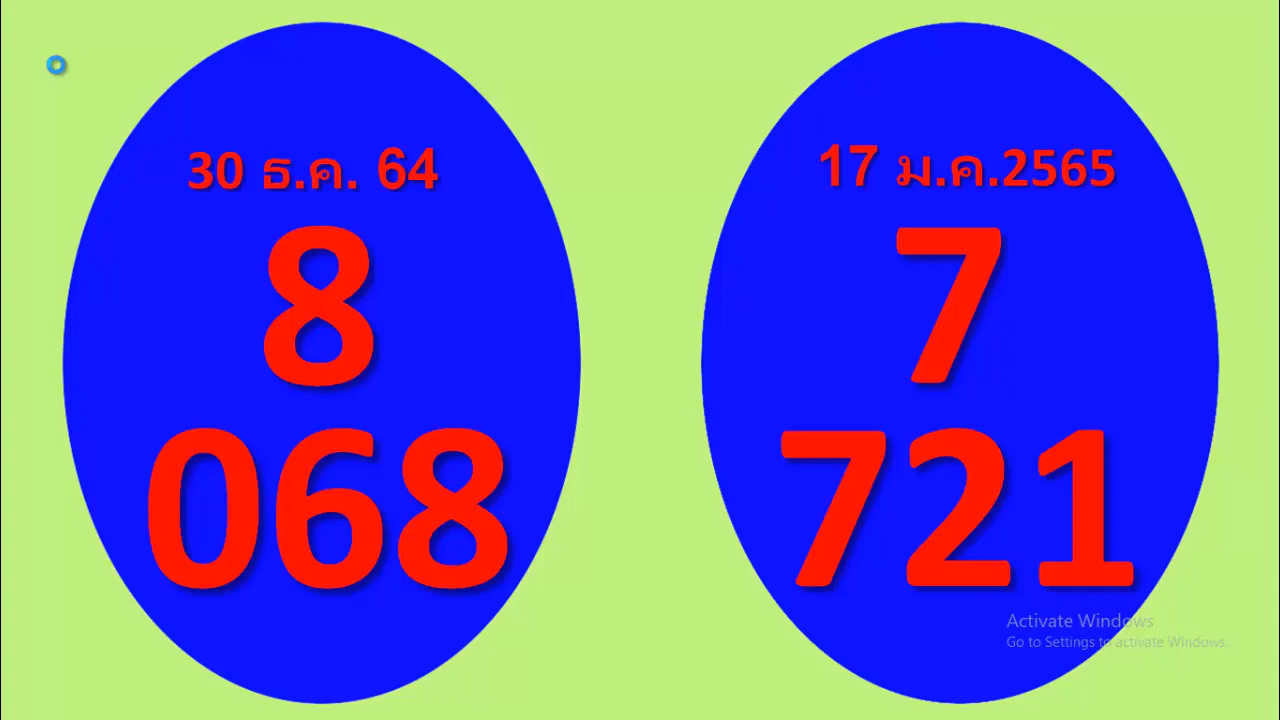 30 ธ.ค. 64
8
068
17 ม.ค.2565
7
721
Activate Windows
Go to Settings to activate Windows.